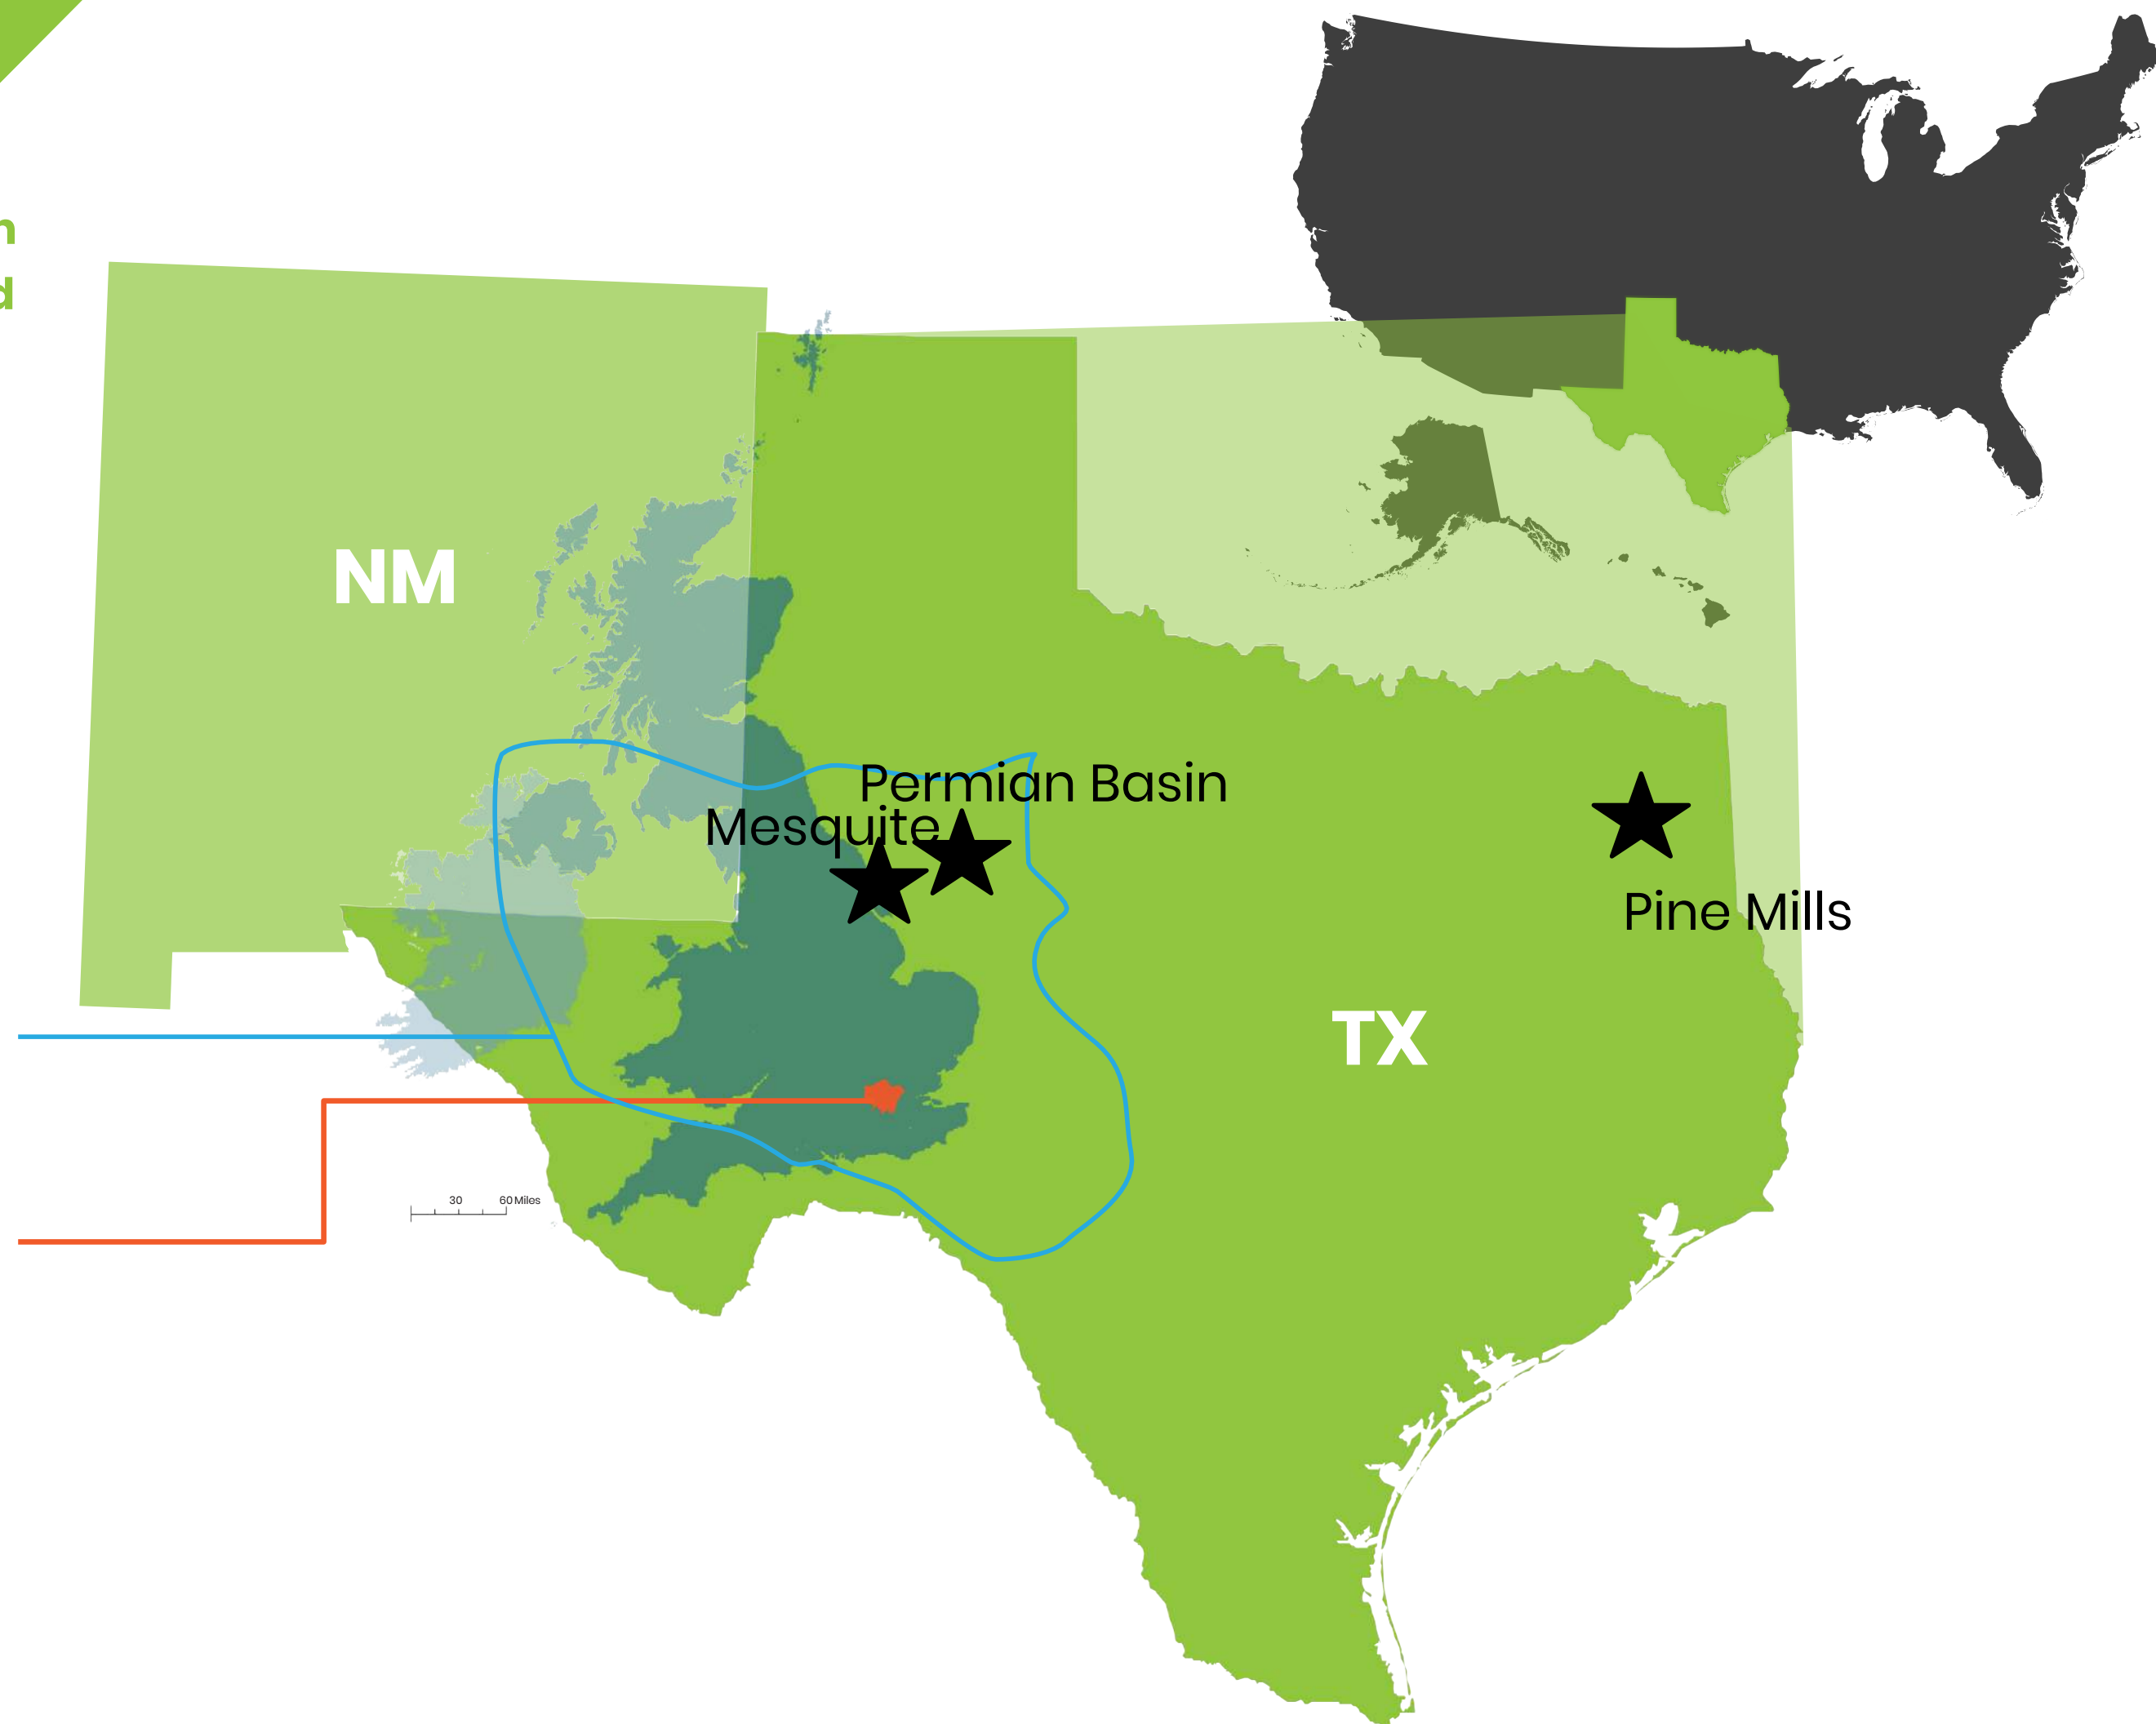 n
d
NM
Permian Basin
Mesquite
Pine Mills
TX
30 60 Miles